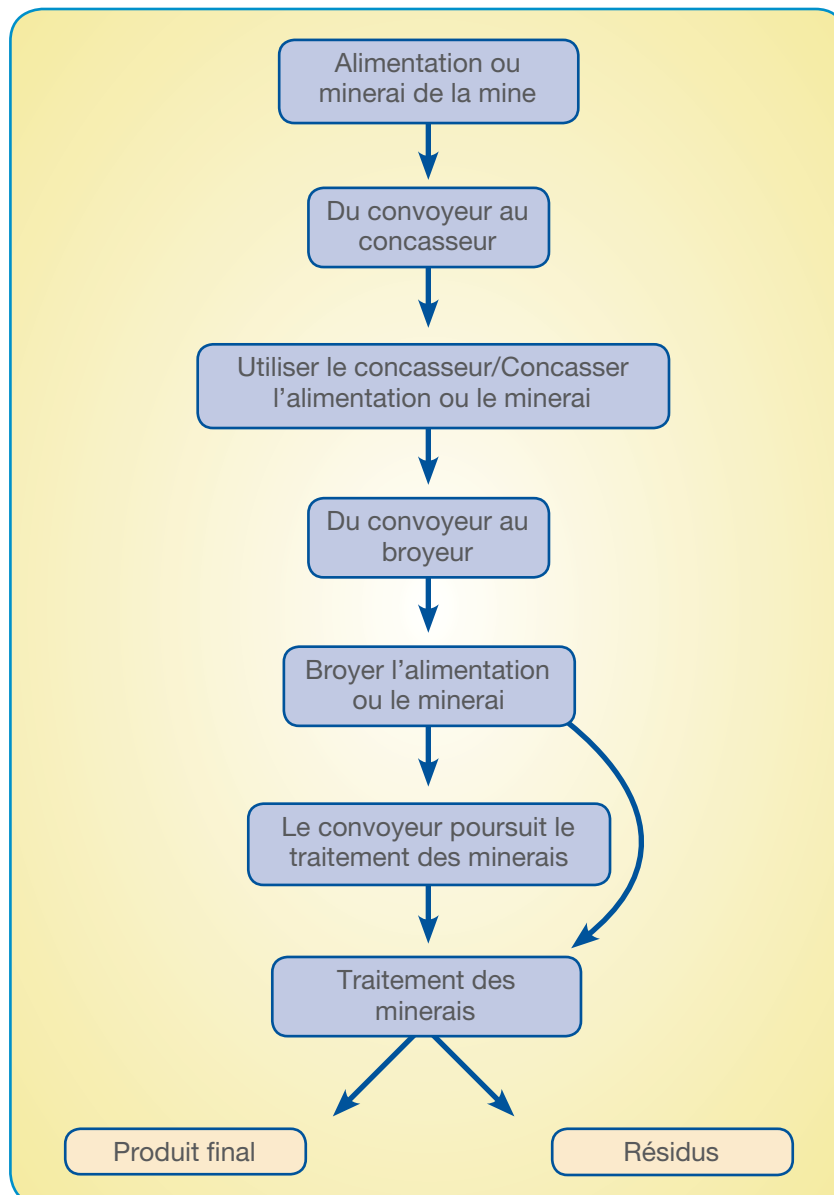 Alimentation ou
minerai de la mine
Du convoyeur au
concasseur
Utiliser le concasseur/Concasser
l’alimentation ou le minerai
Du convoyeur au
broyeur
Broyer l’alimentation
ou le minerai
Le convoyeur poursuit le
traitement des minerais
Traitement des
minerais
Produit final
Résidus